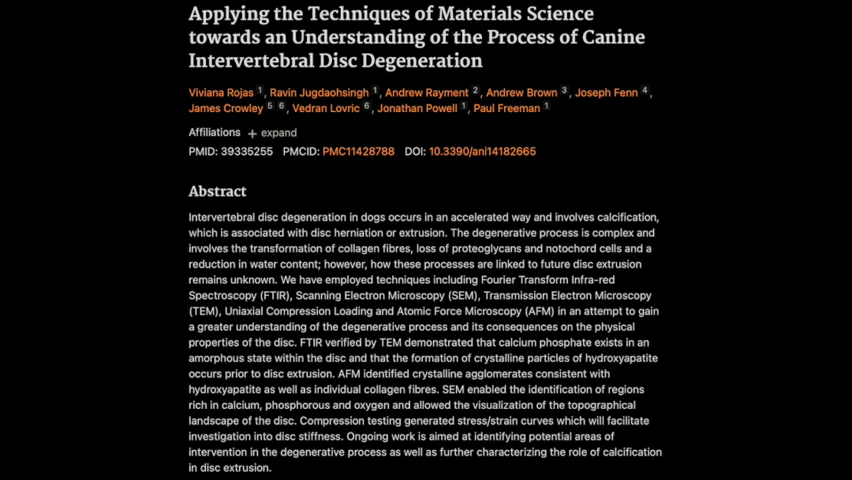 Applying the Techniques of Materials Science
towards an Understanding of the Process of Canine
Intervertebral Disc Degeneration
Viviana Rojas 1, Ravin Jugdaohsingh 1, Andrew Rayment 2, Andrew Brown 3, Joseph Fenn 4,
James Crowley 5 6, Vedran Lovric 6, Jonathan Powell 1, Paul Freeman 1
Affiliations + expand
PMID: 39335255 PMCID: PMC11428788 DOI: 10.3390/ani14182665
Abstract
Intervertebral disc degeneration in dogs occurs in an accelerated way and involves calcification,
which is associated with disc herniation or extrusion. The degenerative process is complex and
involves the transformation of collagen fibres, loss of proteoglycans and notochord cells and a
reduction in water content; however, how these processes are linked to future disc extrusion
remains unknown. We have employed techniques including Fourier Transform Infra-red
Spectroscopy (FTIR), Scanning Electron Microscopy (SEM), Transmission Electron Microscopy
(TEM), Uniaxial Compression Loading and Atomic Force Microscopy (AFM) in an attempt to gain
a greater understanding of the degenerative process and its consequences on the physical
properties of the disc. FTIR verified by TEM demonstrated that calcium phosphate exists in an
amorphous state within the disc and that the formation of crystalline particles of hydroxyapatite
occurs prior to disc extrusion. AFM identified crystalline agglomerates consistent with
hydroxyapatite as well as individual collagen fibres. SEM enabled the identification of regions
rich in calcium, phosphorous and oxygen and allowed the visualization of the topographical
landscape of the disc. Compression testing generated stress/strain curves which will facilitate
investigation into disc stiffness. Ongoing work is aimed at identifying potential areas of
intervention in the degenerative process as well as further characterizing the role of calcification
in disc extrusion.